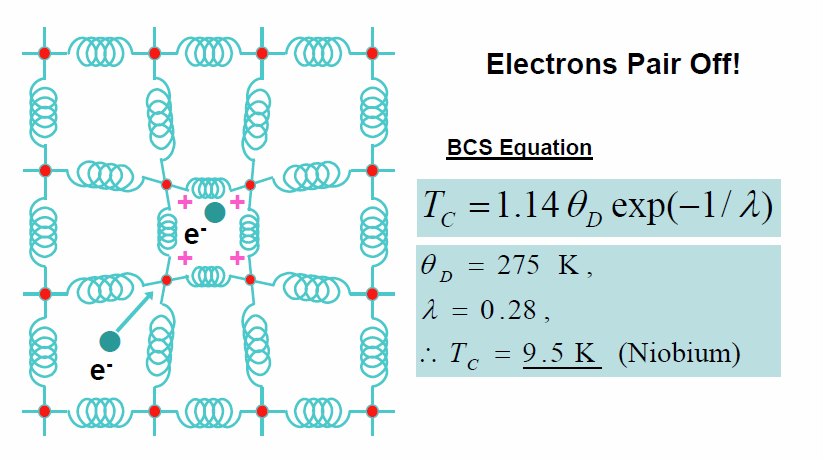 Electrons Pair Off!
BCS Equation
T_C = 1.14 θ_D exp(−1/ λ)
θ_D = 275 K ,
λ = 0.28 ,
∴ T_C = 9.5 K (Niobium)
+ +
e-
+ +
e-